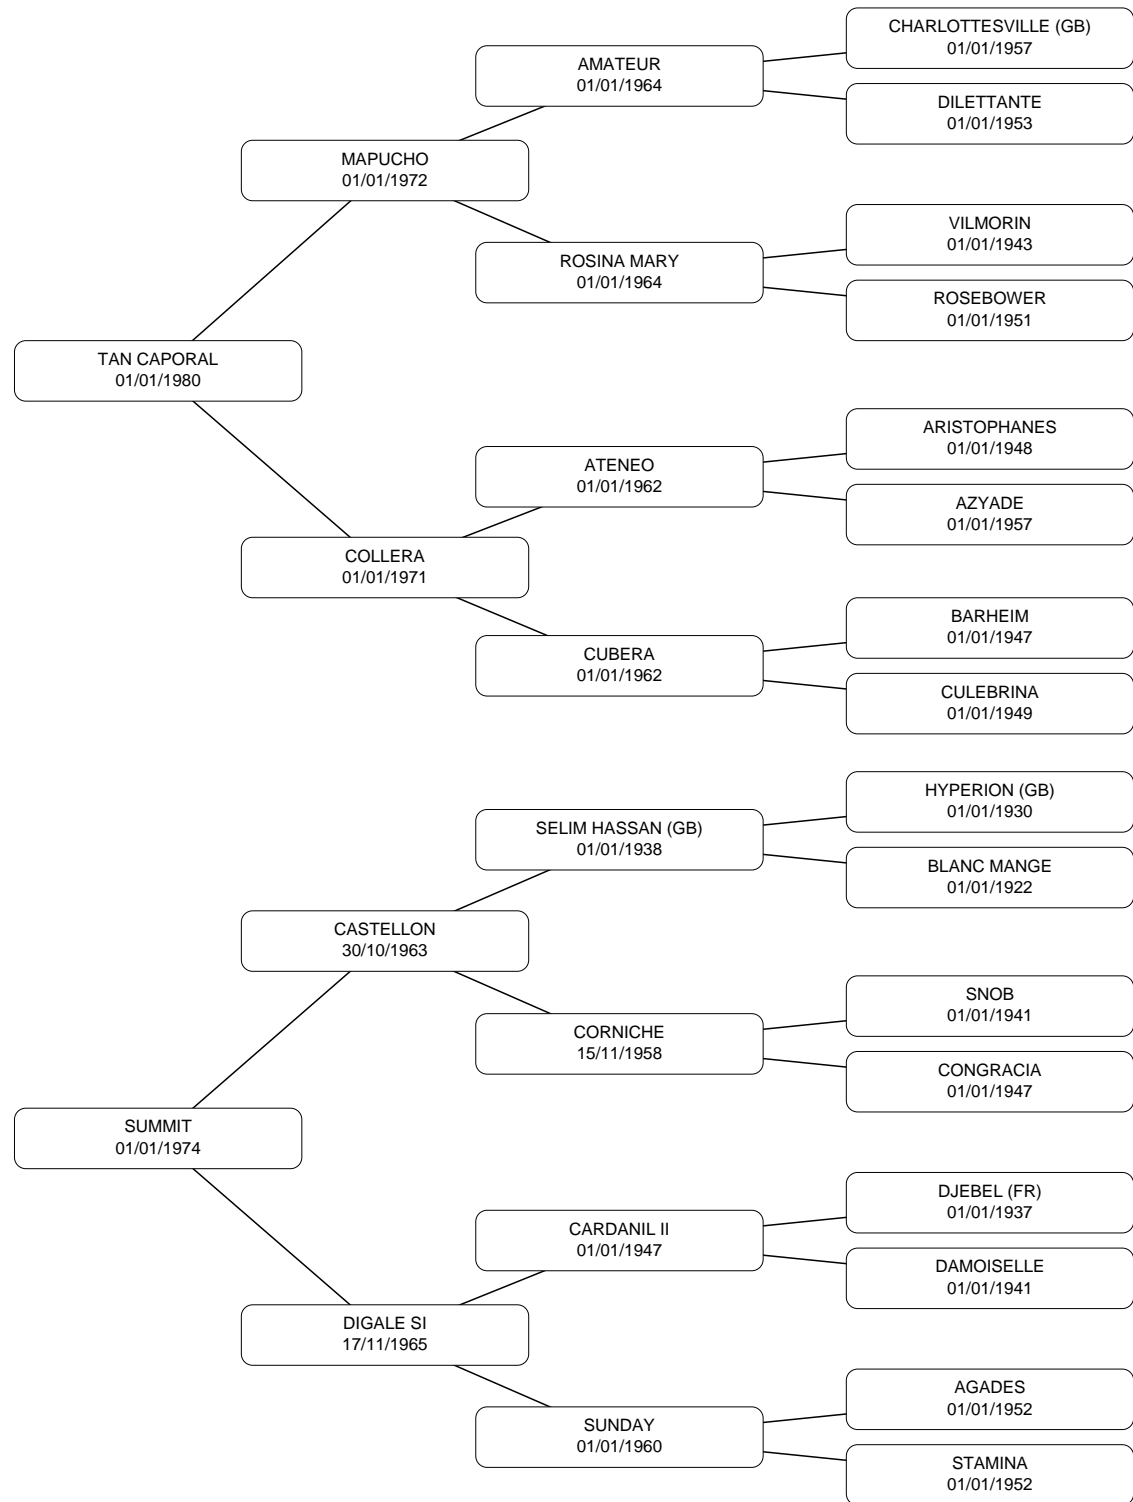 CHARLOTTESVILLE (GB)
01/01/1957
AMATEUR
01/01/1964
DILETTANTE
01/01/1953
MAPUCHO
01/01/1972
VILMORIN
01/01/1943
ROSINA MARY
01/01/1964
ROSEBOWER
01/01/1951
TAN CAPORAL
01/01/1980
ARISTOPHANES
01/01/1948
ATENEO
01/01/1962
AZYADE
01/01/1957
COLLERA
01/01/1971
BARHEIM
01/01/1947
CUBERA
01/01/1962
CULEBRINA
01/01/1949
HYPERION (GB)
01/01/1930
SELIM HASSAN (GB)
01/01/1938
BLANC MANGE
01/01/1922
CASTELLON
30/10/1963
SNOB
01/01/1941
CORNICHE
15/11/1958
CONGRACIA
01/01/1947
SUMMIT
01/01/1974
DJEBEL (FR)
01/01/1937
CARDANIL II
01/01/1947
DAMOISELLE
01/01/1941
DIGALE SI
17/11/1965
AGADES
01/01/1952
SUNDAY
01/01/1960
STAMINA
01/01/1952